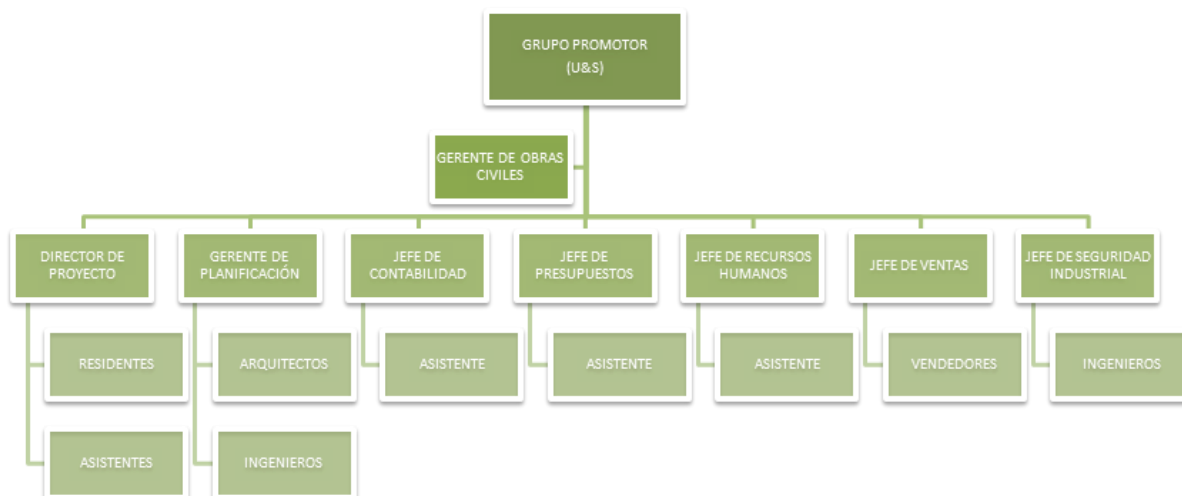 GRUPO PROMOTOR
(U&S)
GERENTE DE OBRAS
CIVILES
DIRECTOR DE
PROYECTO
GERENTE DE
PLANIFICACIÓN
JEFE DE
CONTABILIDAD
JEFE DE
PRESUPUESTOS
JEFE DE RECURSOS
HUMANOS
JEFE DE VENTAS
JEFE DE SEGURIDAD
INDUSTRIAL
RESIDENTES
ARQUITECTOS
ASISTENTE
ASISTENTE
ASISTENTE
VENDEDORES
INGENIEROS
ASISTENTES
INGENIEROS